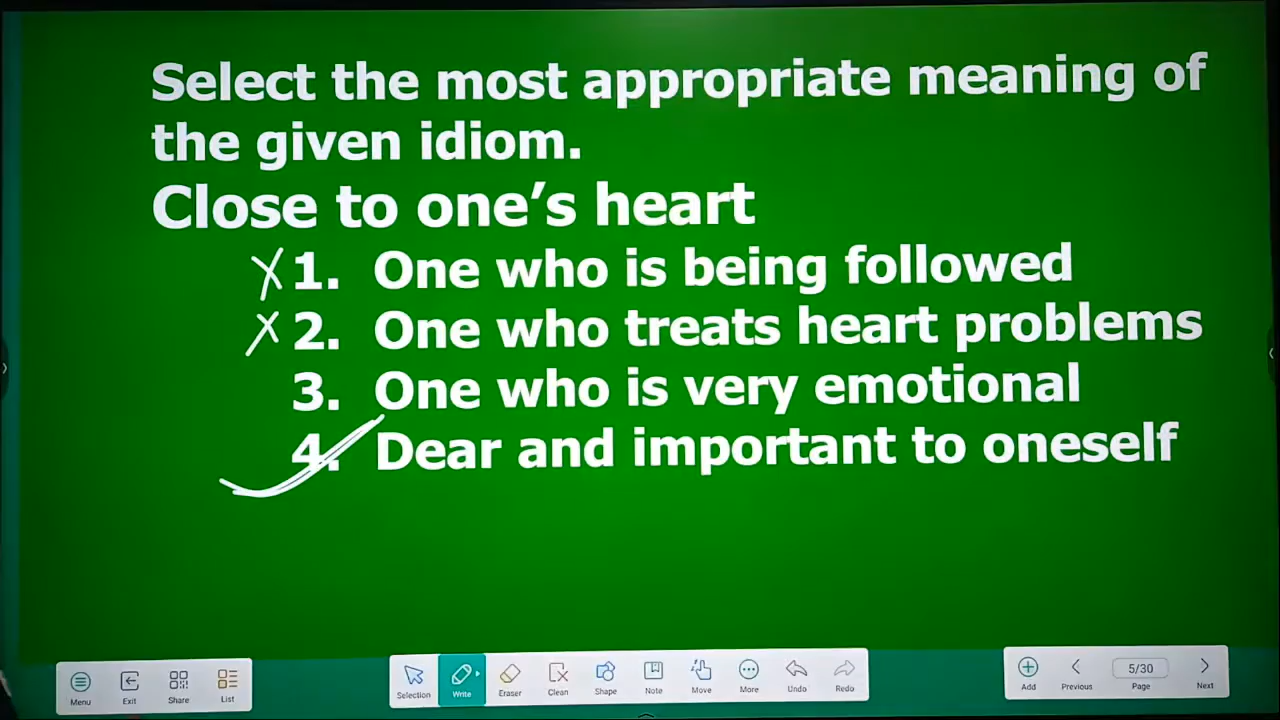 Select the most appropriate meaning of
the given idiom.
Close to one's heart
X 1. One who is being followed
X 2. One who treats heart problems
3. One who is very emotional
4. Dear and important to oneself
Menu Exit Share List Selection Write Eraser Clean Shape Note Move More Undo Redo Add Previous 5/30 Page Next